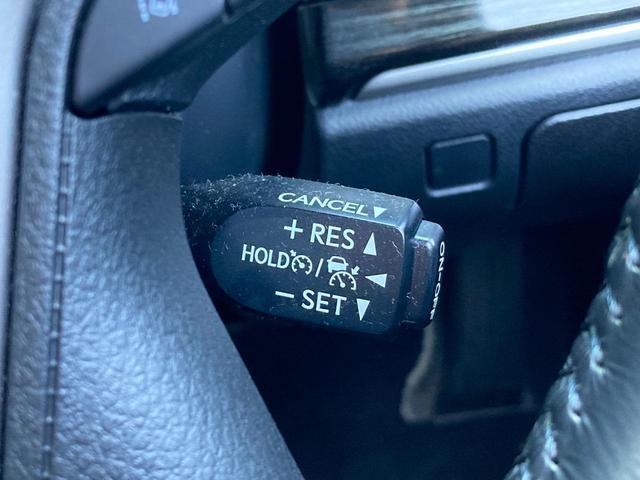 CANCEL▼
+ RES ▲
HOLD /
- SET ▼
ON-OFF